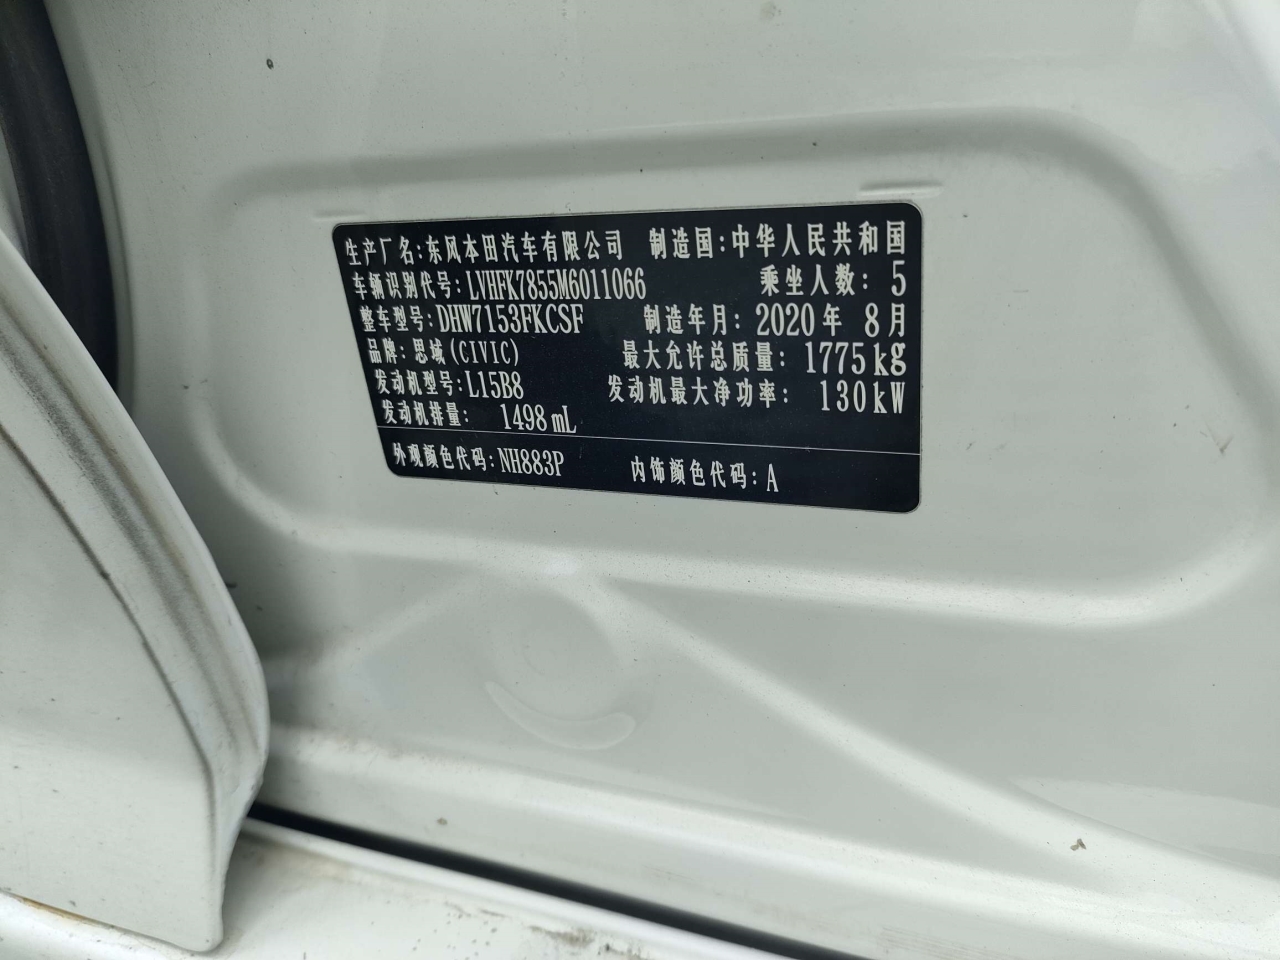 生产厂名:东风本田汽车有限公司 制造国:中华人民共和国
车辆识别代号:LVHFK7855M6011066 乘坐人数: 5
整车型号:DHW7153FKCSF 制造年月: 2020年 8月
品牌: 思域(CIVIC) 最大允许总质量: 1775kg
发动机型号:L15B8 发动机最大净功率: 130kW
发动机排量: 1498mL
外观颜色代码:NH883P 内饰颜色代码:A